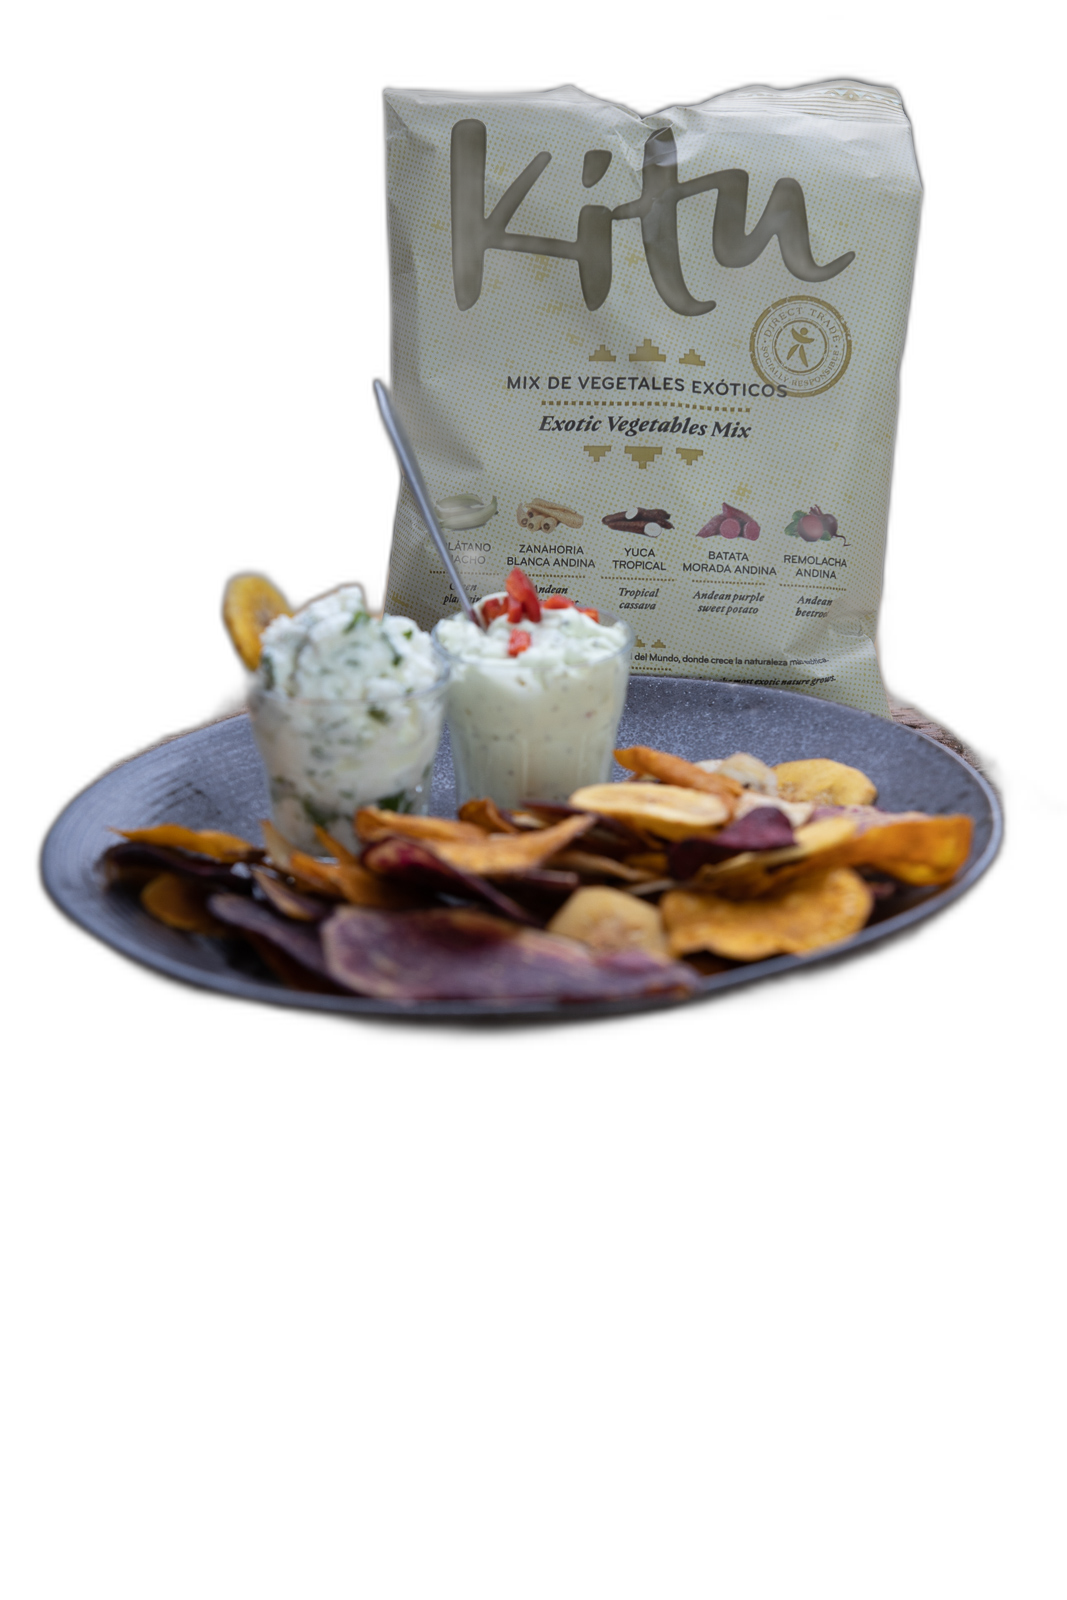 Kitu
DIRECT TRADE
SOCIALLY RESPONSIBLE
MIX DE VEGETALES EXÓTICOS
Exotic Vegetables Mix
ZANAHORIA
BLANCA ANDINA
Andean
YUCA
TROPICAL
Tropical
cassava
BATATA
MORADA ANDINA
Andean purple
sweet potato
REMOLACHA
ANDINA
Andean
del Mundo, donde crece la naturaleza
most exotic nature grows.